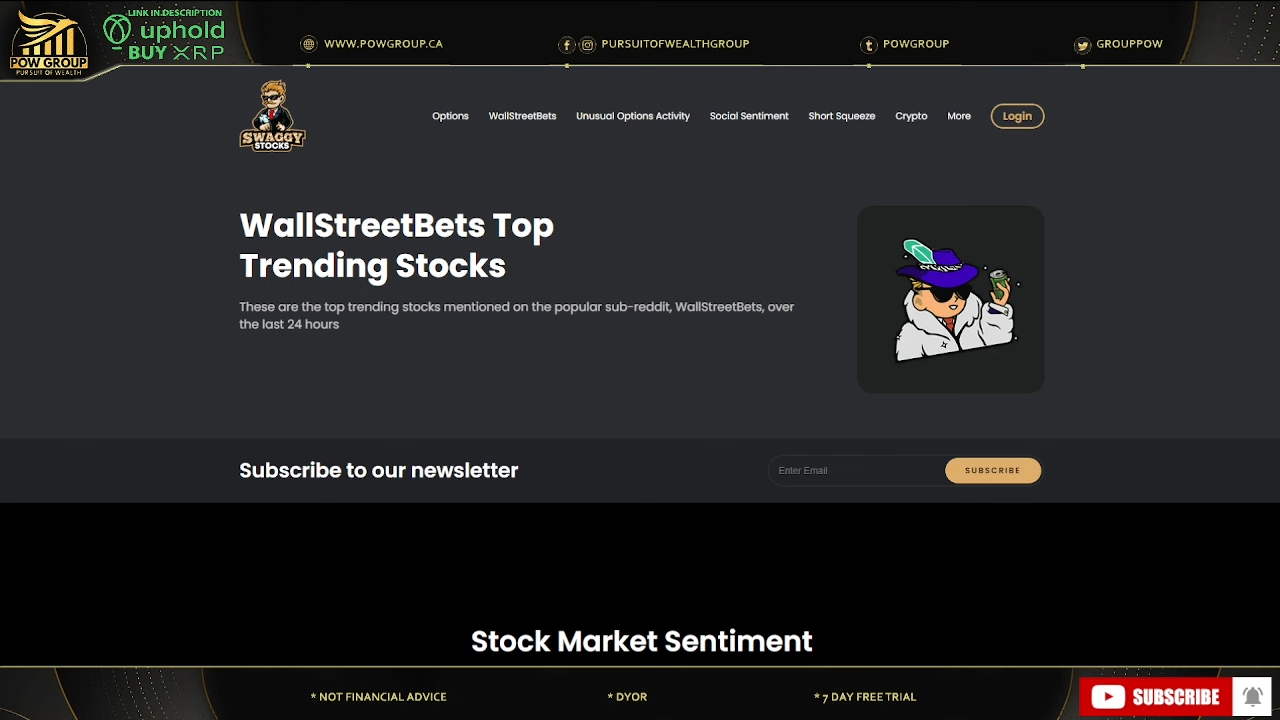 LINK IN DESCRIPTION
uphold
BUY XRP
POW GROUP
PURSUIT OF WEALTH
WWW.POWGROUP.CA
PURSUITOFWEALTHGROUP
POWGROUP
GROUPPOW
SWAGGY
STOCKS
Options
WallStreetBets
Unusual Options Activity
Social Sentiment
Short Squeeze
Crypto
More
Login
WallStreetBets Top
Trending Stocks
These are the top trending stocks mentioned on the popular sub-reddit, WallStreetBets, over
the last 24 hours
Subscribe to our newsletter
Enter Email
SUBSCRIBE
Stock Market Sentiment
* NOT FINANCIAL ADVICE
* DYOR
* 7 DAY FREE TRIAL
SUBSCRIBE